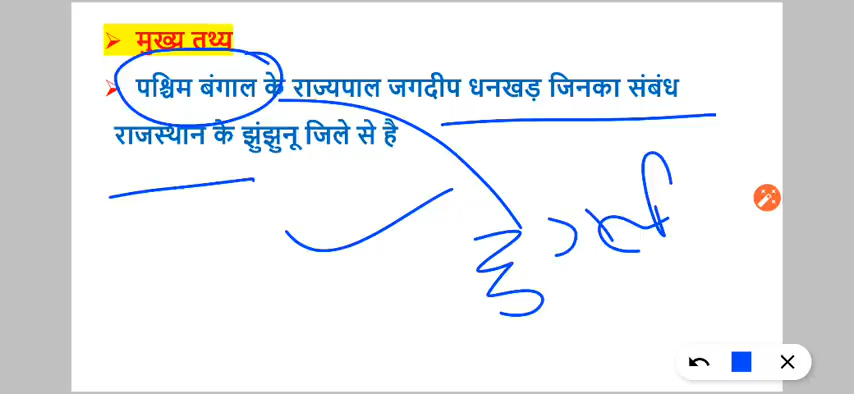 मुख्य तथ्य
पश्चिम बंगाल के राज्यपाल जगदीप धनखड़ जिनका संबंध
राजस्थान के झुंझुनू जिले से है